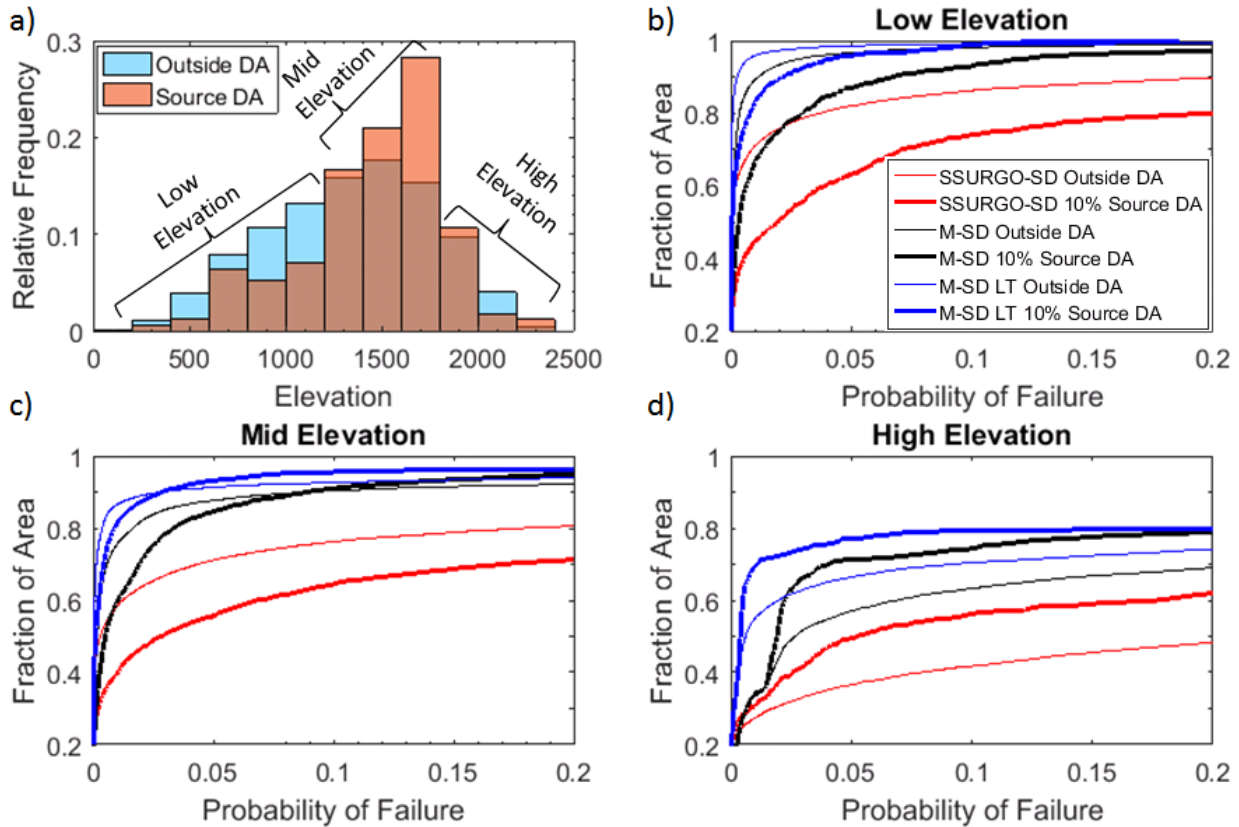 a)
0.3
0.2
0.1
0
Relative Frequency
Outside DA
Source DA
Low
Elevation
Mid
Elevation
High
Elevation
0 500 1000 1500 2000 2500
Elevation
b)
Low Elevation
1
0.8
0.6
0.4
0.2
Fraction of Area
SSURGO-SD Outside DA
SSURGO-SD 10% Source DA
M-SD Outside DA
M-SD 10% Source DA
M-SD LT Outside DA
M-SD LT 10% Source DA
0 0.05 0.1 0.15 0.2
Probability of Failure
c)
Mid Elevation
1
0.8
0.6
0.4
0.2
Fraction of Area
0 0.05 0.1 0.15 0.2
Probability of Failure
d)
High Elevation
1
0.8
0.6
0.4
0.2
Fraction of Area
0 0.05 0.1 0.15 0.2
Probability of Failure